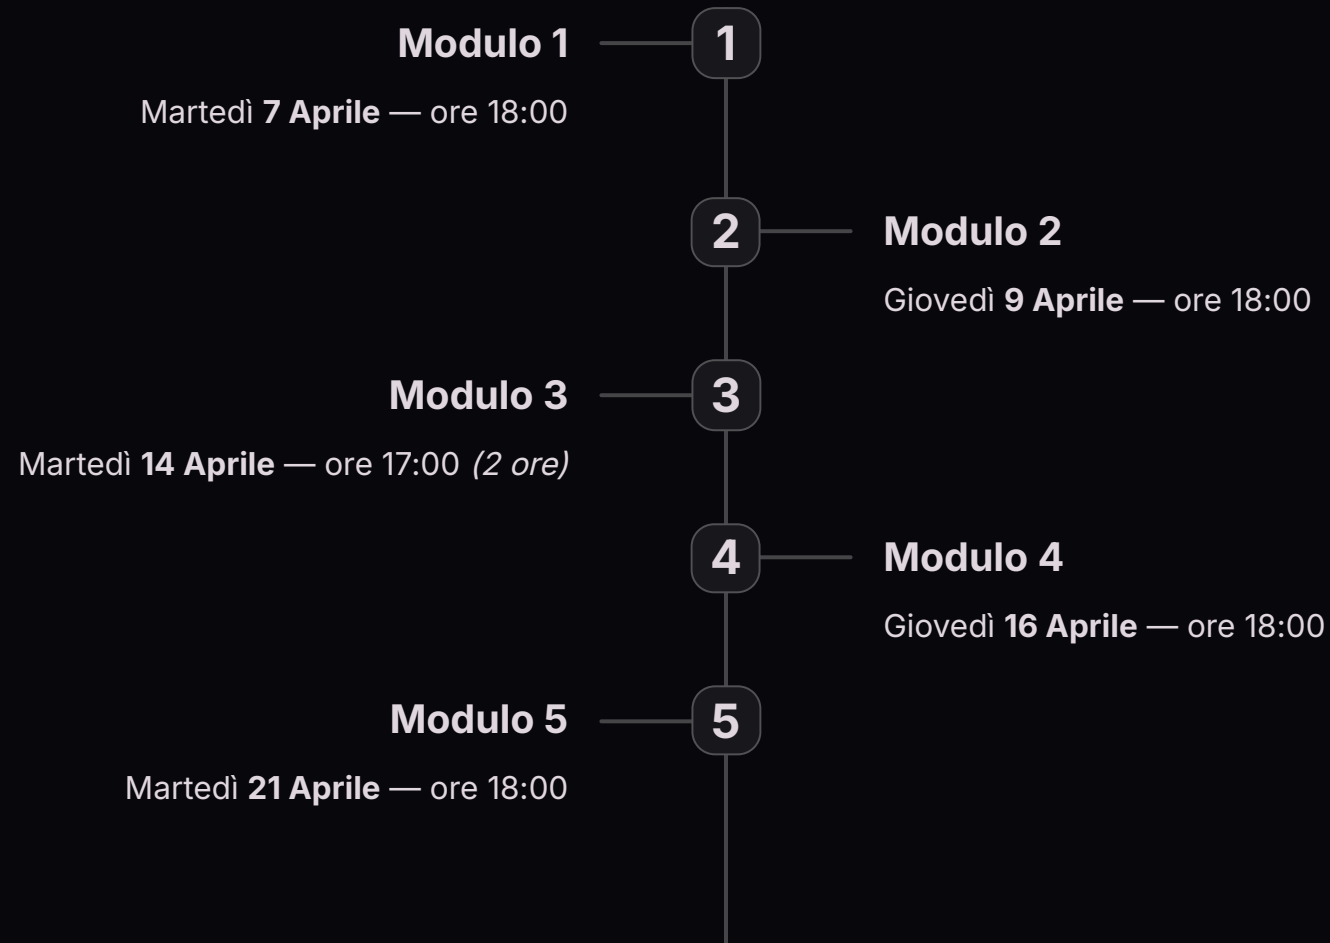 Modulo 1
1
Martedì 7 Aprile — ore 18:00
2
Modulo 2
Giovedì 9 Aprile — ore 18:00
Modulo 3
3
Martedì 14 Aprile — ore 17:00 (2 ore)
4
Modulo 4
Giovedì 16 Aprile — ore 18:00
Modulo 5
5
Martedì 21 Aprile — ore 18:00